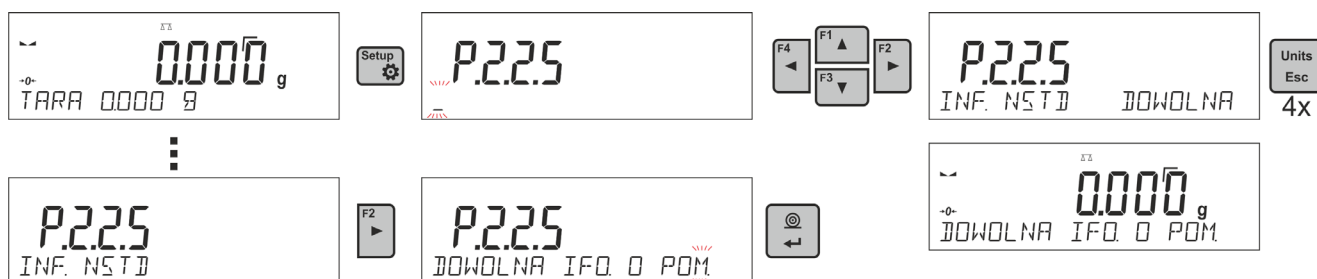 0.000 g
→0←
TARA 0.000 g
Setup
P.2.2.5
_
F1
F4
F2
F3
P.2.2.5
INF. NSTD DOWOLNA
Units
Esc
4x
P.2.2.5
INF. NSTD
F2
P.2.2.5
DOWOLNA IFO. O POM.
0.000 g
→0←
DOWOLNA IFO. O POM.